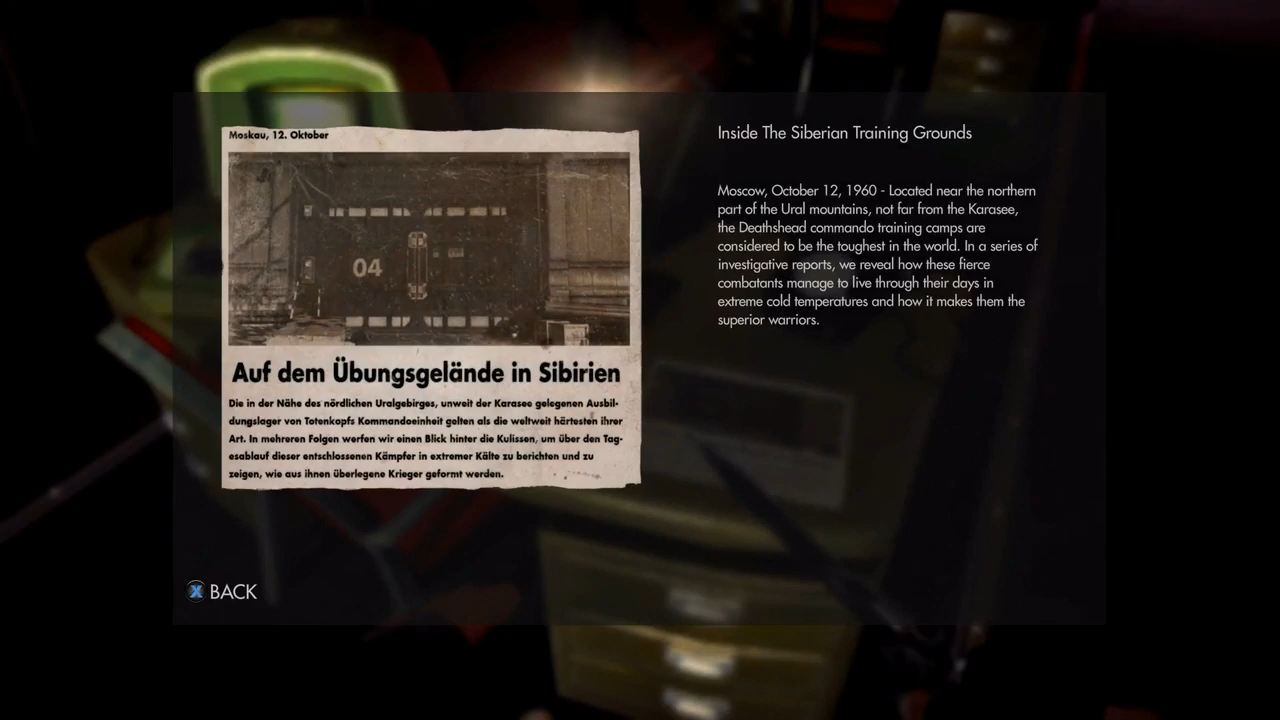 Moskau, 12. Oktober
04
Auf dem Übungsgelände in Sibirien
Die in der Nähe des nördlichen Uralgebirges, unweit der Karasee gelegenen Ausbil-
dungslager von Totenkopfs Kommandoeinheit gelten als die weltweit härtesten ihrer
Art. In mehreren Folgen werfen wir einen Blick hinter die Kulissen, um über den Tag-
esablauf dieser entschlossenen Kämpfer in extremer Kälte zu berichten und zu
zeigen, wie aus ihnen überlegene Krieger geformt werden.
Inside The Siberian Training Grounds
Moscow, October 12, 1960 - Located near the northern
part of the Ural mountains, not far from the Karasee,
the Deathshead commando training camps are
considered to be the toughest in the world. In a series of
investigative reports, we reveal how these fierce
combatants manage to live through their days in
extreme cold temperatures and how it makes them the
superior warriors.
X BACK